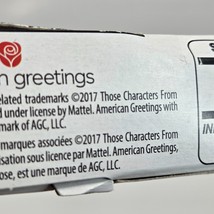 n greetings
elated trademarks ©2017 Those Characters From
d under license by Mattel. American Greetings with
mark of AGC, LLC.
marques associées ©2017 Those Characters From
isation sous licence par Mattel. American Greetings,
ose, est une marque de AGC, LLC.